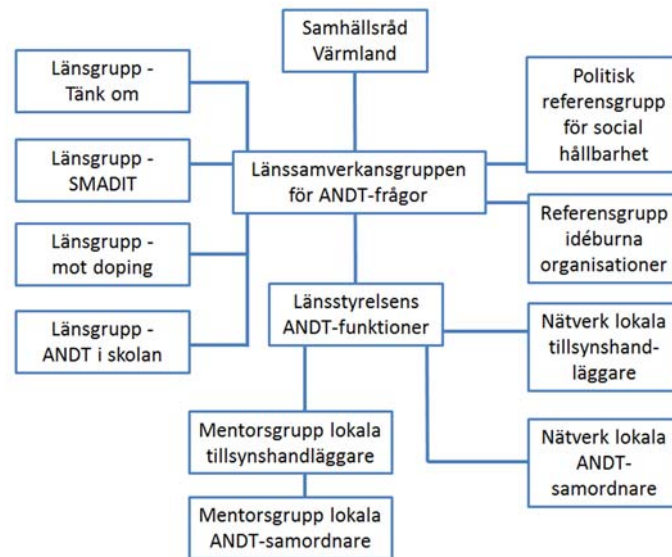 Samhällsråd
Värmland
Länsgrupp -
Tänk om
Politisk
referensgrupp
för social
hållbarhet
Länsgrupp -
SMADIT
Länssamverkansgruppen
för ANDT-frågor
Referensgrupp
idéburna
organisationer
Länsgrupp -
mot doping
Länsstyrelsens
ANDT-funktioner
Länsgrupp -
ANDT i skolan
Nätverk lokala
tillsynshand-
läggare
Mentorsgrupp lokala
tillsynshandläggare
Nätverk lokala
ANDT-
samordnare
Mentorsgrupp lokala
ANDT-samordnare